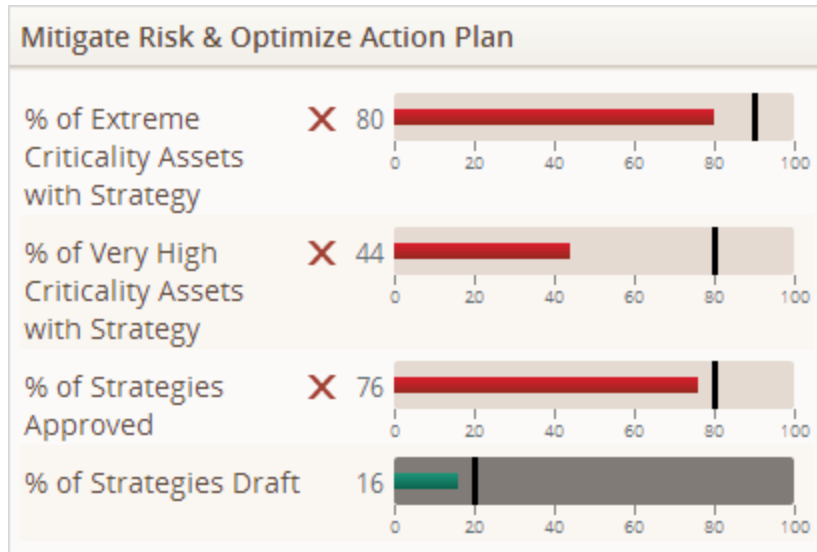 Mitigate Risk & Optimize Action Plan
% of Extreme
Criticality Assets
with Strategy
80
0 20 40 60 80 100
% of Very High
Criticality Assets
with Strategy
44
0 20 40 60 80 100
% of Strategies
Approved
76
0 20 40 60 80 100
% of Strategies Draft
16
0 20 40 60 80 100